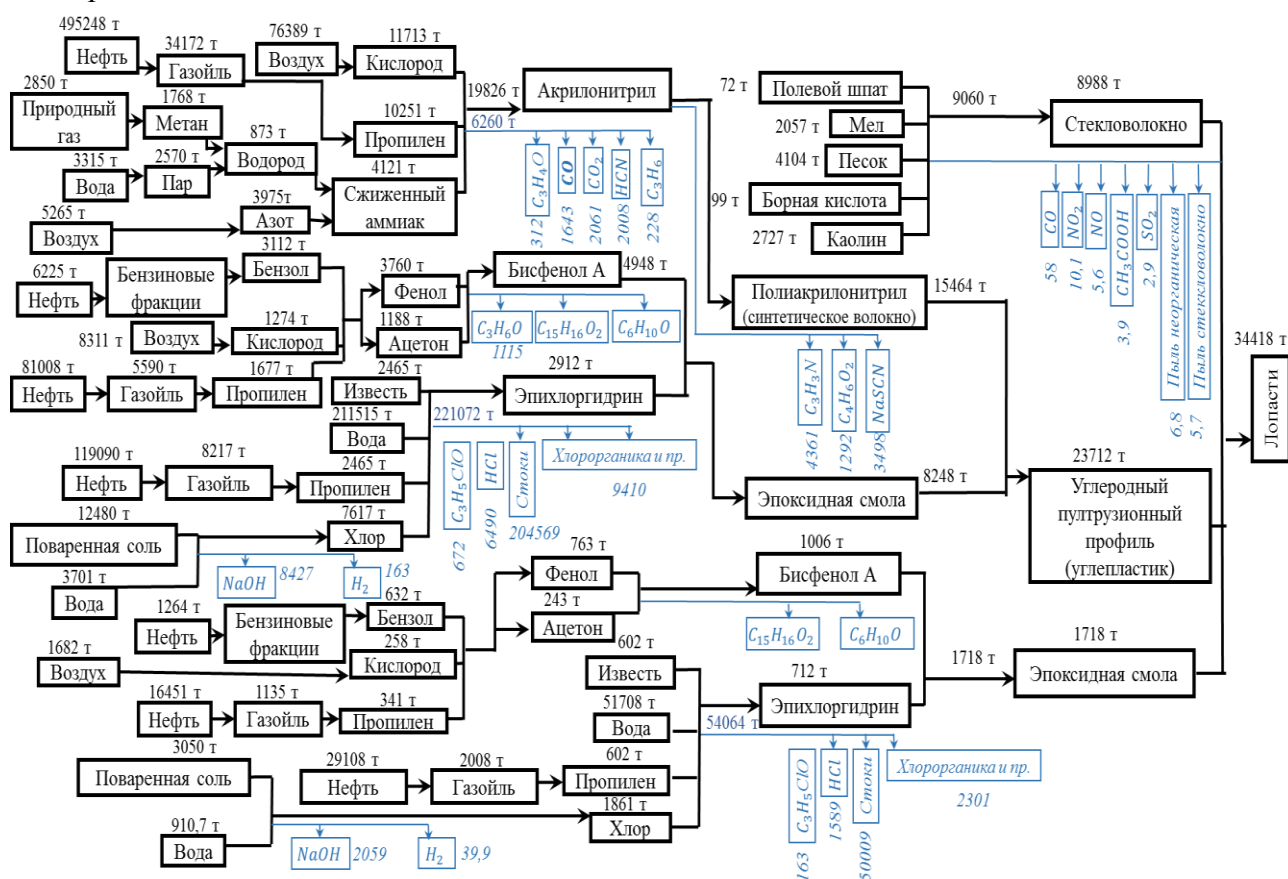 495248 т
Нефть
34172 т
Газойль
76389 т
Воздух
11713 т
Кислород
2850 т
Природный
газ
1768 т
Метан
873 т
Водород
3315 т
Вода
2570 т
Пар
10251 т
Пропилен
4121 т
Сжиженный
аммиак
5265 т
Воздух
3975т
Азот
19826 т
Акрилонитрил
6260 т
C₃H₄O
312
CO
1643
CO₂
2061
HCN
2008
C₃H₆
228
72 т
Полевой шпат
2057 т
Мел
4104 т
Песок
99 т
Борная кислота
2727 т
Каолин
9060 т
8988 т
Стекловолокно
CO
58
NO₂
10,1
NO
5,6
CH₃COOH
3,9
SO₂
2,9
Пыль неорганическая
6,8
Пыль стеклловолокно
5,7
34418 т
Лопасти
6225 т
Нефть
Бензиновые
фракции
3112 т
Бензол
8311 т
Воздух
1274 т
Кислород
81008 т
Нефть
5590 т
Газойль
1677 т
Пропилен
3760 т
Фенол
1188 т
Ацетон
Бисфенол А
4948 т
C₃H₆O
C₁₅H₁₆O₂
C₆H₁₀O
1115
Полиакрилонитрил
(синтетическое волокно)
15464 т
C₃H₃N
4361
C₄H₆O₂
1292
NaSCN
3498
2465 т
Известь
211515 т
Вода
2912 т
Эпихлоргидрин
221072 т
C₃H₅ClO
672
HCl
6490
Стоки
204569
Хлорорганика и пр.
9410
119090 т
Нефть
8217 т
Газойль
2465 т
Пропилен
12480 т
Поваренная соль
3701 т
Вода
7617 т
Хлор
NaOH
8427
H₂
163
Эпоксидная смола
8248 т
23712 т
Углеродный
пултрузионный
профиль
(углепластик)
1264 т
Нефть
Бензиновые
фракции
632 т
Бензол
1682 т
Воздух
258 т
Кислород
16451 т
Нефть
1135 т
Газойль
341 т
Пропилен
763 т
Фенол
243 т
Ацетон
1006 т
Бисфенол А
C₁₅H₁₆O₂
C₆H₁₀O
602 т
Известь
51708 т
Вода
712 т
Эпихлоргидрин
1718 т
1718 т
Эпоксидная смола
54064 т
C₃H₅ClO
163
HCl
1589
Стоки
50009
Хлорорганика и пр.
2301
3050 т
Поваренная соль
910,7 т
Вода
29108 т
Нефть
2008 т
Газойль
602 т
Пропилен
1861 т
Хлор
NaOH
2059
H₂
39,9